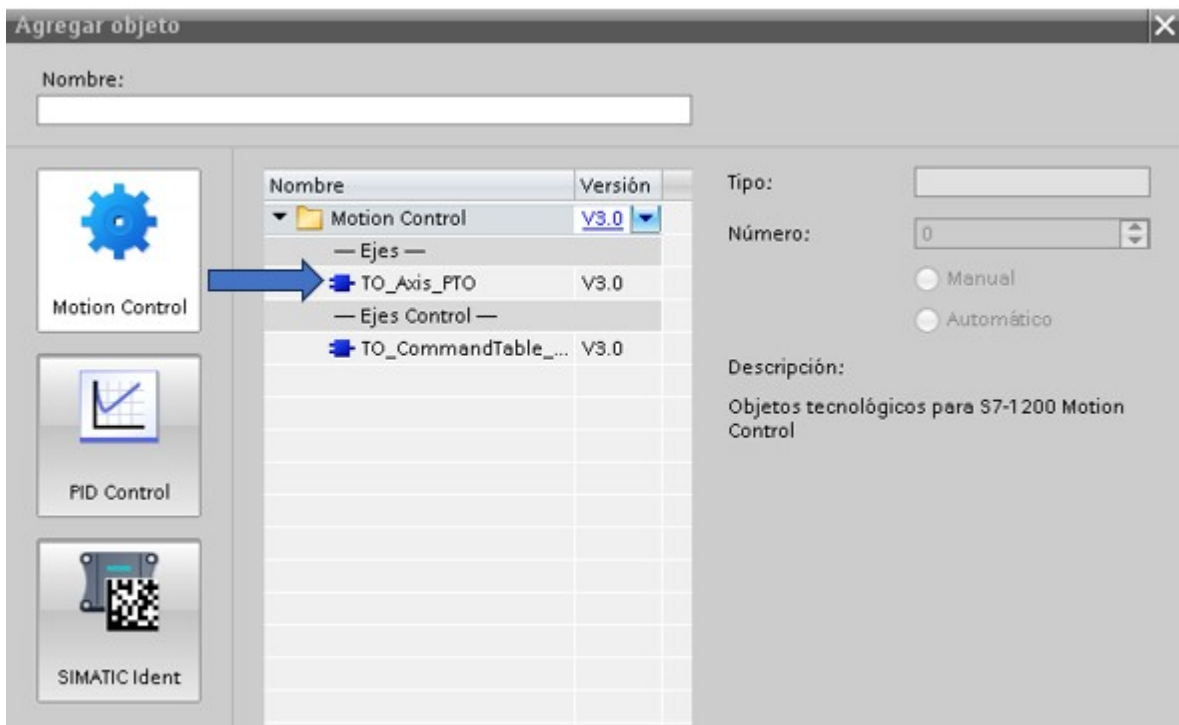 Agregar objeto
Nombre:
Motion Control
PID Control
SIMATIC Ident
Nombre Versión
Motion Control V3.0
— Ejes —
TO_Axis_PTO V3.0
— Ejes Control —
TO_CommandTable_... V3.0
Tipo:
Número: 0
Manual
Automático
Descripción:
Objetos tecnológicos para S7-1200 Motion
Control